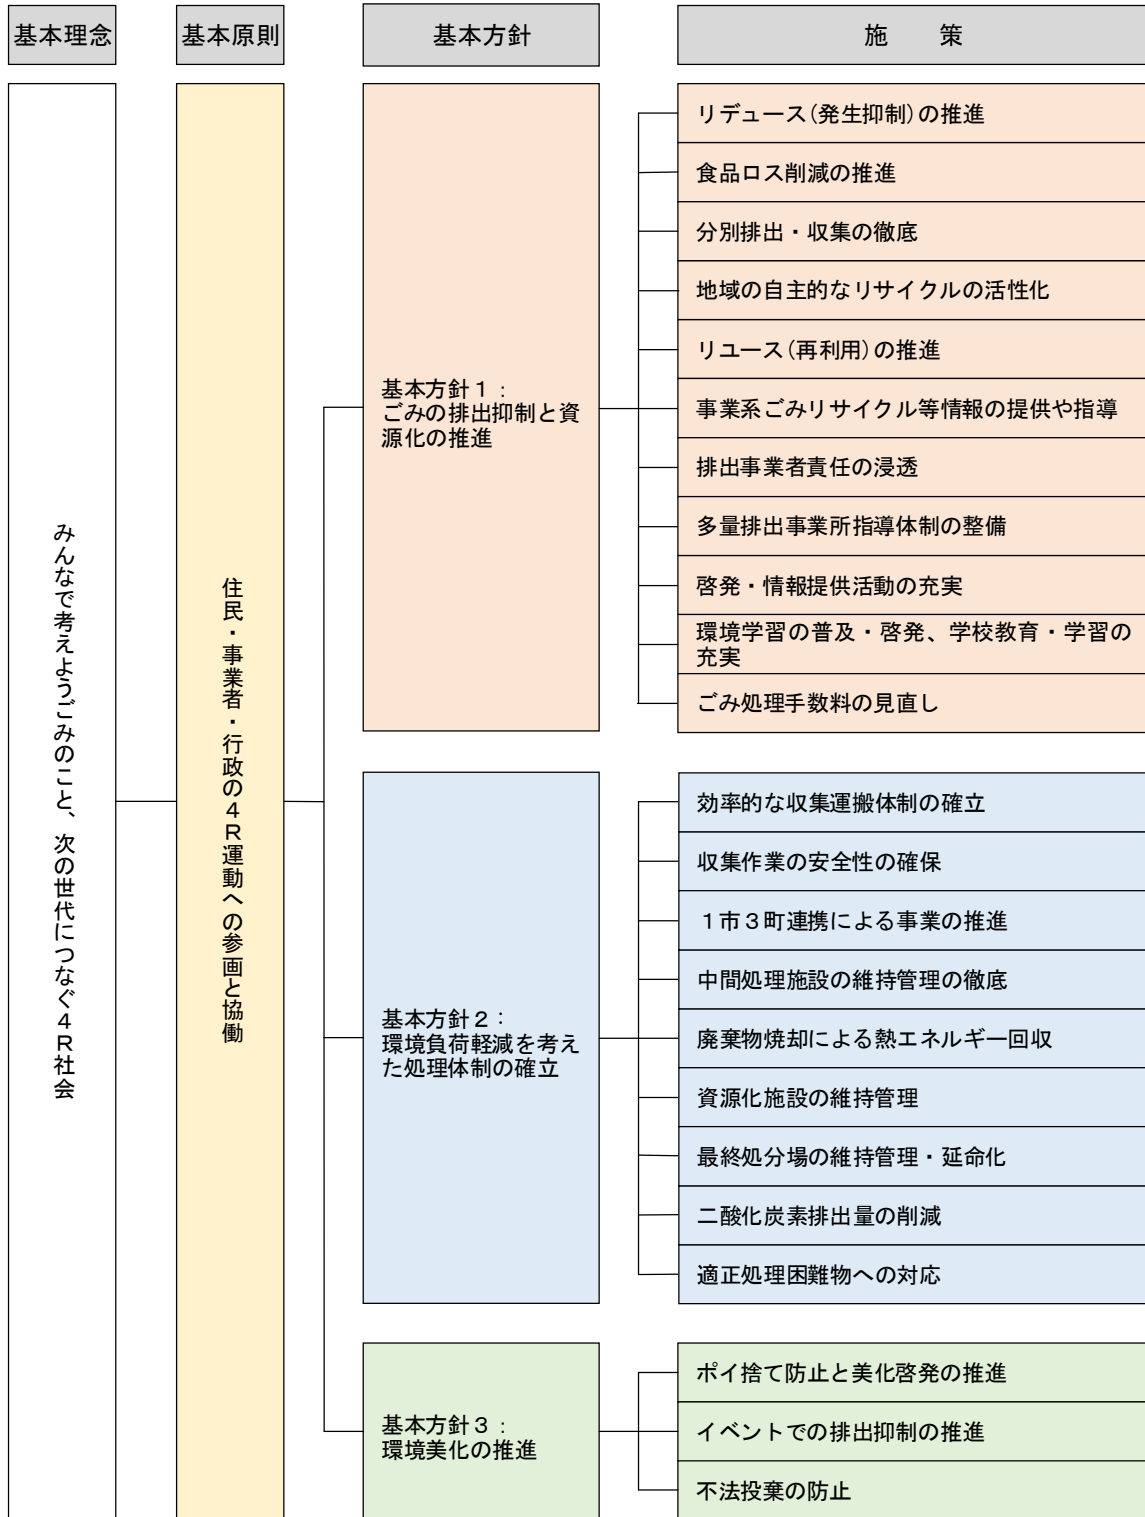 基本理念
基本原則
基本方針
施　策
みんなで考えようごみのこと、次の世代につなぐ４Ｒ社会
住民・事業者・行政の４Ｒ運動への参画と協働
基本方針１：
ごみの排出抑制と資
源化の推進
リデュース(発生抑制)の推進
食品ロス削減の推進
分別排出・収集の徹底
地域の自主的なリサイクルの活性化
リユース(再利用)の推進
事業系ごみリサイクル等情報の提供や指導
排出事業者責任の浸透
多量排出事業所指導体制の整備
啓発・情報提供活動の充実
環境学習の普及・啓発、学校教育・学習の
充実
ごみ処理手数料の見直し
基本方針２：
環境負荷軽減を考え
た処理体制の確立
効率的な収集運搬体制の確立
収集作業の安全性の確保
１市３町連携による事業の推進
中間処理施設の維持管理の徹底
廃棄物焼却による熱エネルギー回収
資源化施設の維持管理
最終処分場の維持管理・延命化
二酸化炭素排出量の削減
適正処理困難物への対応
基本方針３：
環境美化の推進
ポイ捨て防止と美化啓発の推進
イベントでの排出抑制の推進
不法投棄の防止